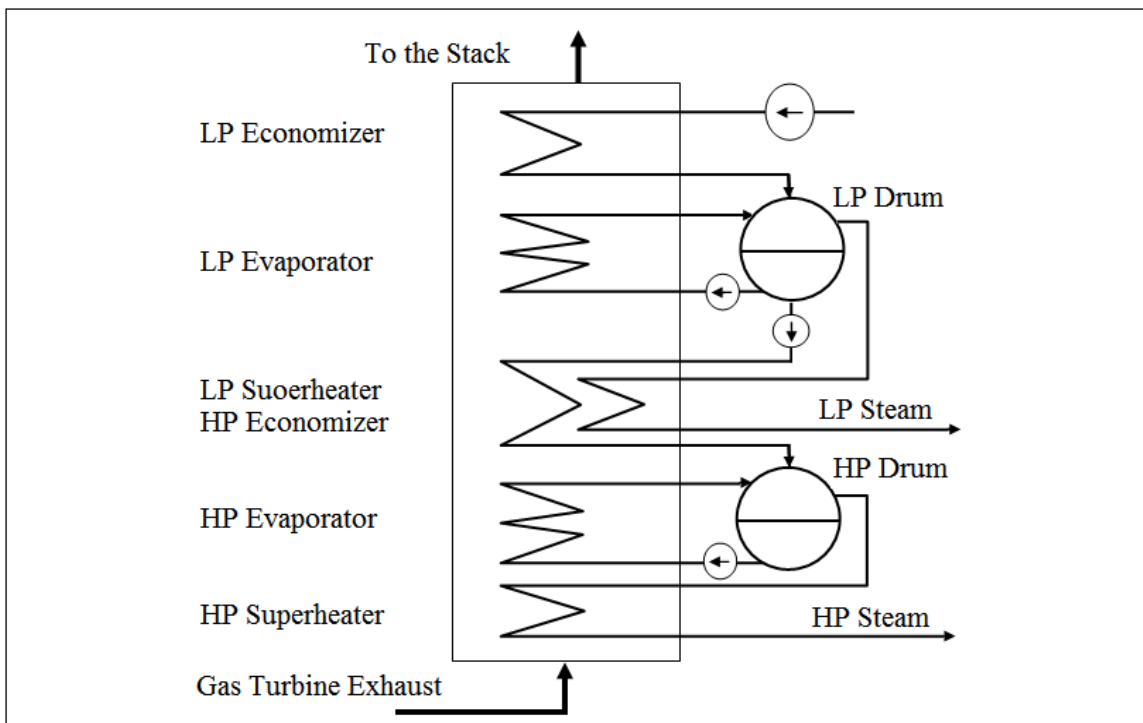 To the Stack
LP Economizer
LP Drum
LP Evaporator
LP Suoerheater
HP Economizer
LP Steam
HP Drum
HP Evaporator
HP Superheater
HP Steam
Gas Turbine Exhaust